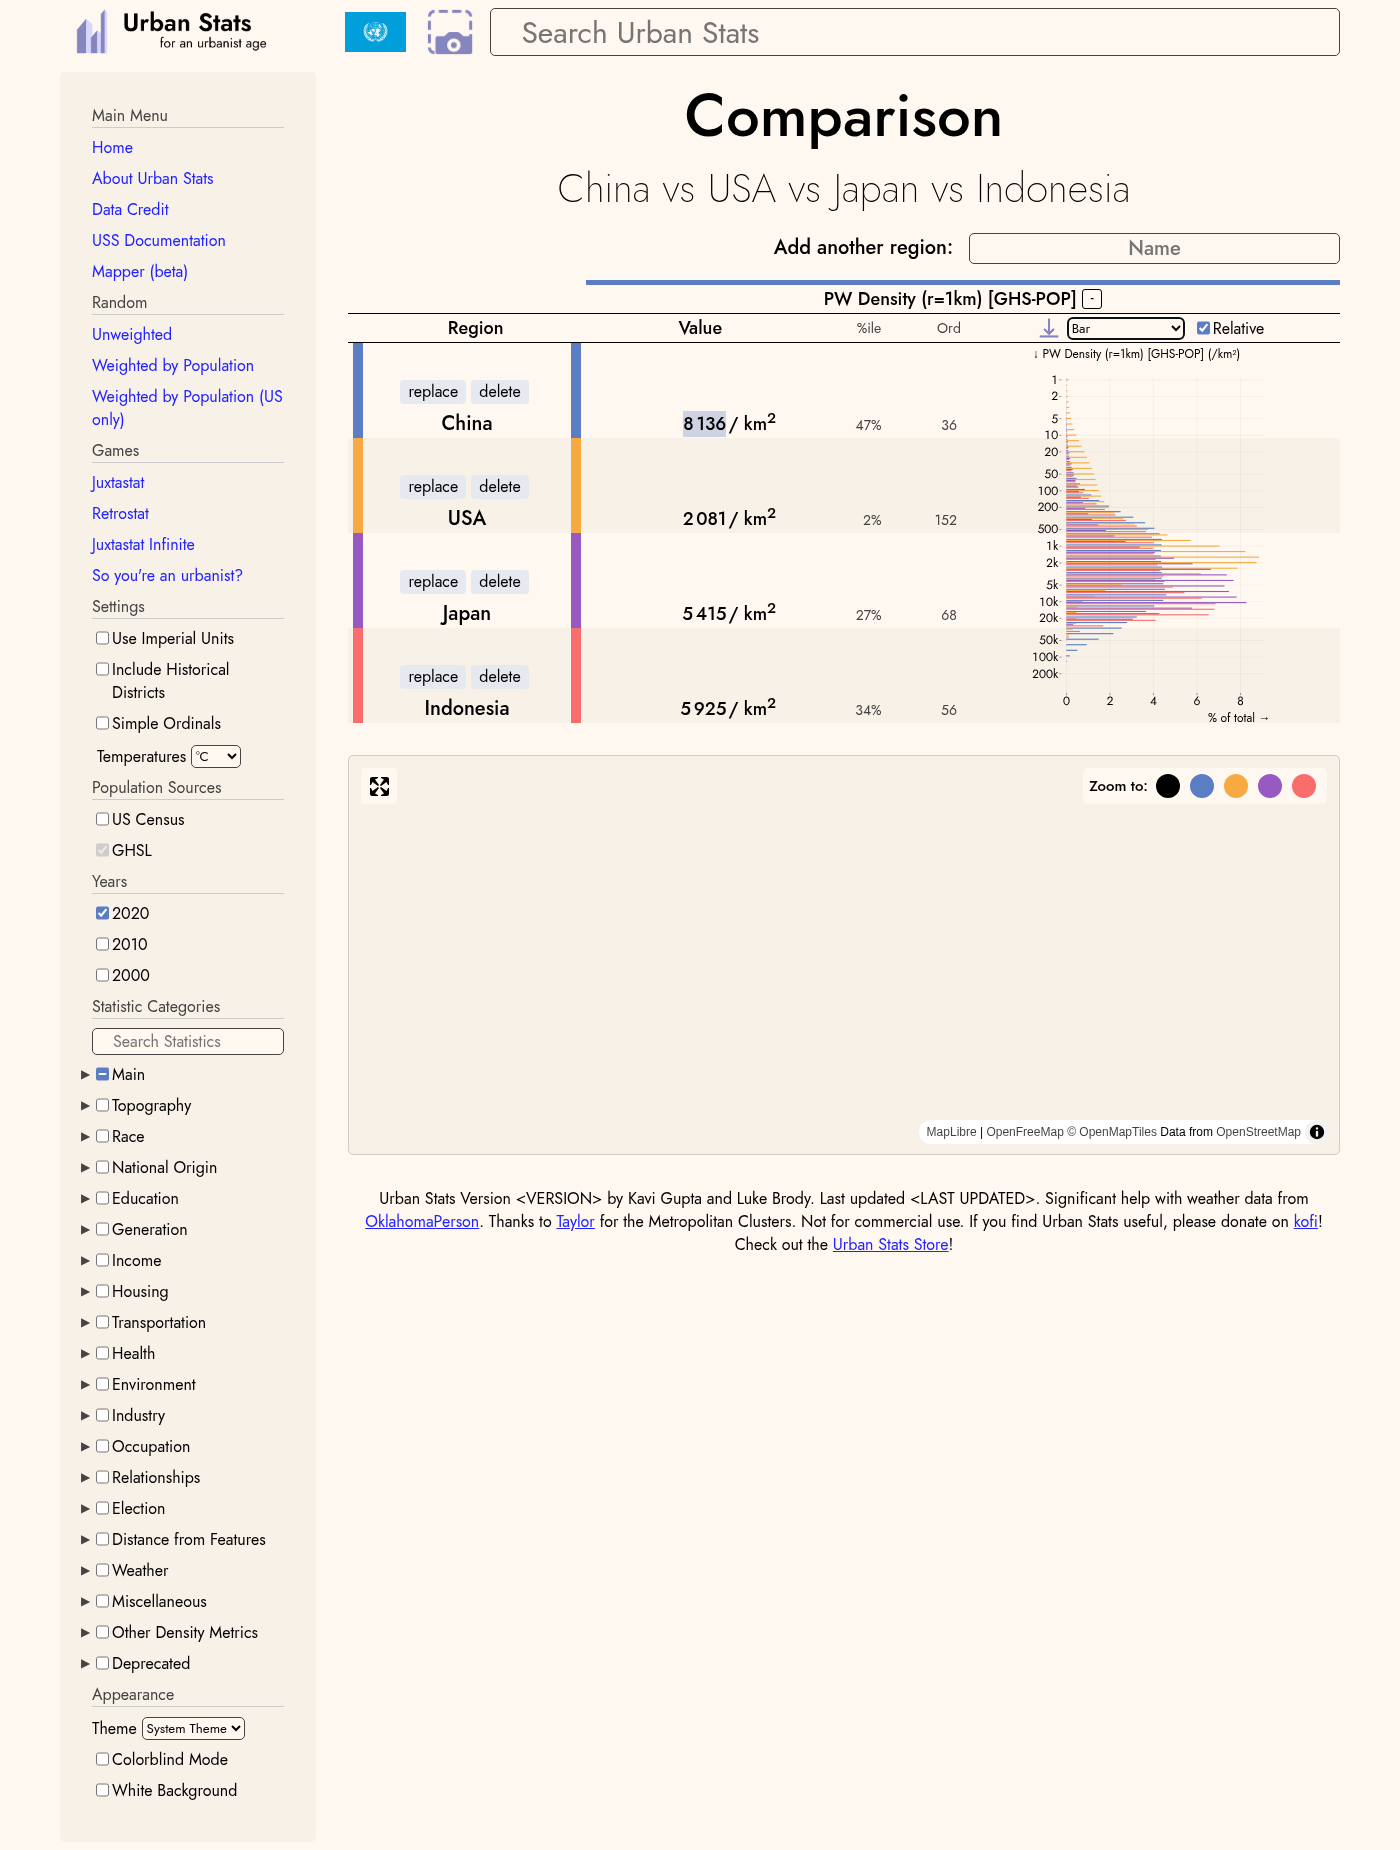 Urban Stats
for an urbanist age
Search Urban Stats
Main Menu
Home
About Urban Stats
Data Credit
USS Documentation
Mapper (beta)
Random
Unweighted
Weighted by Population
Weighted by Population (US
only)
Games
Juxtastat
Retrostat
Juxtastat Infinite
So you're an urbanist?
Settings
Use Imperial Units
Include Historical
Districts
Simple Ordinals
Temperatures °C
Population Sources
US Census
GHSL
Years
2020
2010
2000
Statistic Categories
Search Statistics
Main
Topography
Race
National Origin
Education
Generation
Income
Housing
Transportation
Health
Environment
Industry
Occupation
Relationships
Election
Distance from Features
Weather
Miscellaneous
Other Density Metrics
Deprecated
Appearance
Theme System Theme
Colorblind Mode
White Background
Comparison
China vs USA vs Japan vs Indonesia
Add another region: Name
PW Density (r=1km) [GHS-POP] -
Region Value %ile Ord Bar Relative
replace delete
China 8 136 / km² 47% 36
replace delete
USA 2 081 / km² 2% 152
replace delete
Japan 5 415 / km² 27% 68
replace delete
Indonesia 5 925 / km² 34% 56
↓ PW Density (r=1km) [GHS-POP] (/km²)
1
2
5
10
20
50
100
200
500
1k
2k
5k
10k
20k
50k
100k
200k
0 2 4 6 8
% of total →
Zoom to:
MapLibre | OpenFreeMap © OpenMapTiles Data from OpenStreetMap
Urban Stats Version <VERSION> by Kavi Gupta and Luke Brody. Last updated <LAST UPDATED>. Significant help with weather data from
OklahomaPerson. Thanks to Taylor for the Metropolitan Clusters. Not for commercial use. If you find Urban Stats useful, please donate on kofi!
Check out the Urban Stats Store!